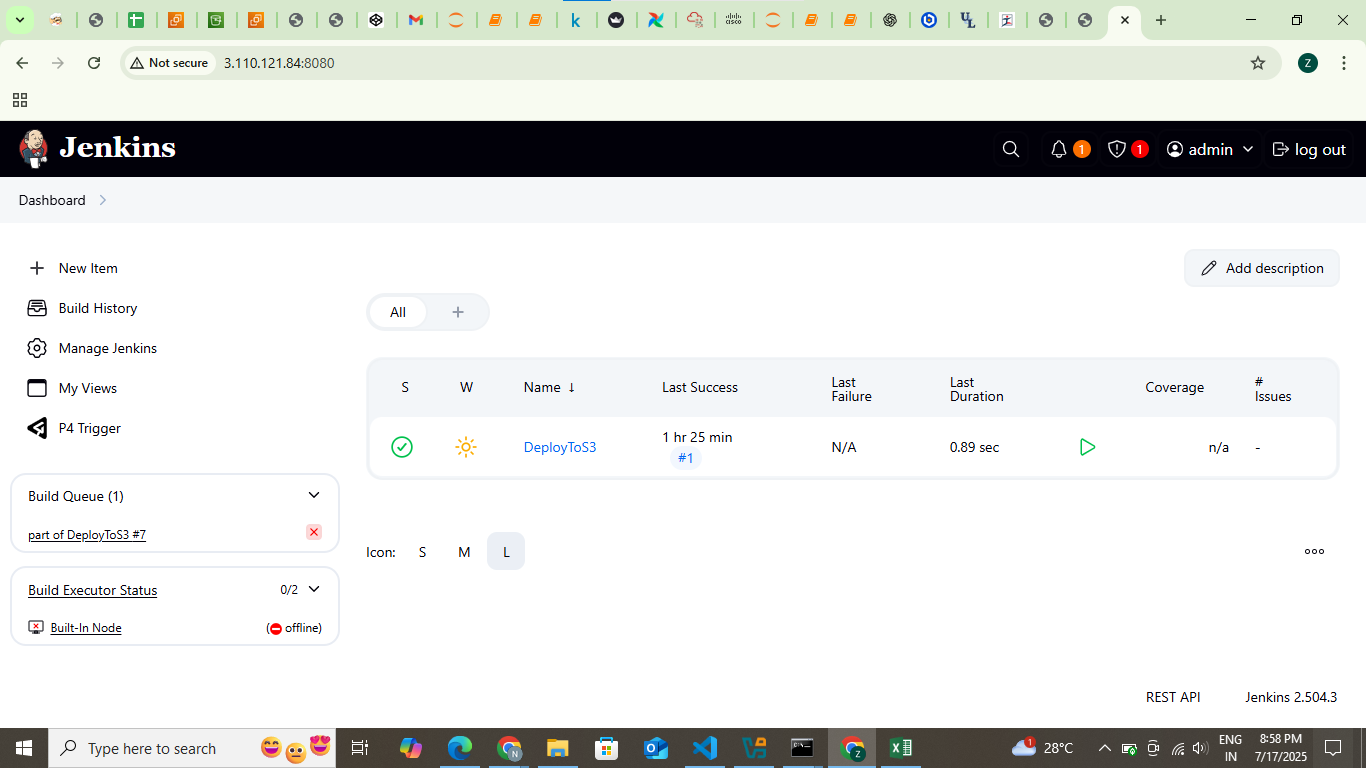 Not secure 3.110.121.84:8080
Z
Jenkins
1
1
admin
log out
Dashboard
New Item
Add description
Build History
All +
Manage Jenkins
My Views
P4 Trigger
S W Name ↓ Last Success Last Failure Last Duration Coverage # Issues
1 hr 25 min
DeployToS3 N/A 0.89 sec n/a -
#1
Build Queue (1)
part of DeployToS3 #7
Icon: S M L
Build Executor Status 0/2
Built-In Node (offline)
REST API Jenkins 2.504.3
Type here to search
28°C
ENG
IN
8:58 PM
7/17/2025